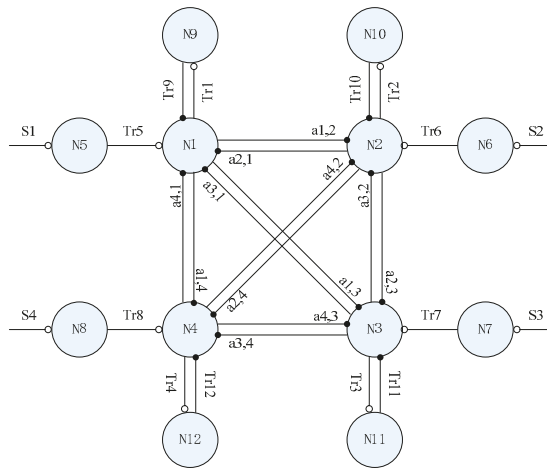 N9
N10
Tr9
Tr1
Tr10
Tr2
S1
N5
Tr5
N1
a1,2
a2,1
N2
Tr6
N6
S2
a4,1
a3,1
a4,2
a3,2
a1,4
a2,4
a1,3
a2,3
S4
N8
Tr8
N4
a4,3
a3,4
N3
Tr7
N7
S3
Tr4
Tr12
Tr3
Tr11
N12
N11